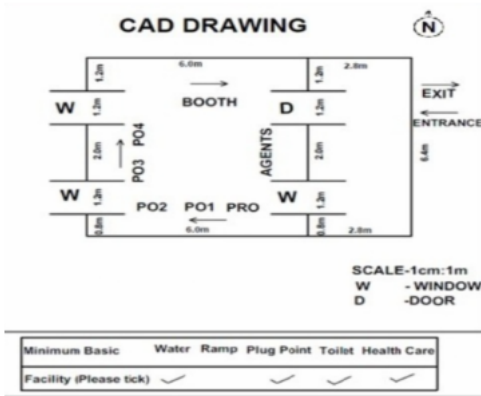 CAD DRAWING
N
6.0m
2.8m
1.2m
1.2m
EXIT
BOOTH
W
1.2m
D
1.2m
ENTRANCE
PO4
AGENTS
2.0m
2.0m
6.4m
PO3
W
1.2m
W
1.2m
PO2 PO1 PRO
0.8m
6.0m
0.8m
2.8m
SCALE-1cm:1m
W - WINDOW
D -DOOR
Minimum Basic Water Ramp Plug Point Toilet Health Care
Facility (Please tick)